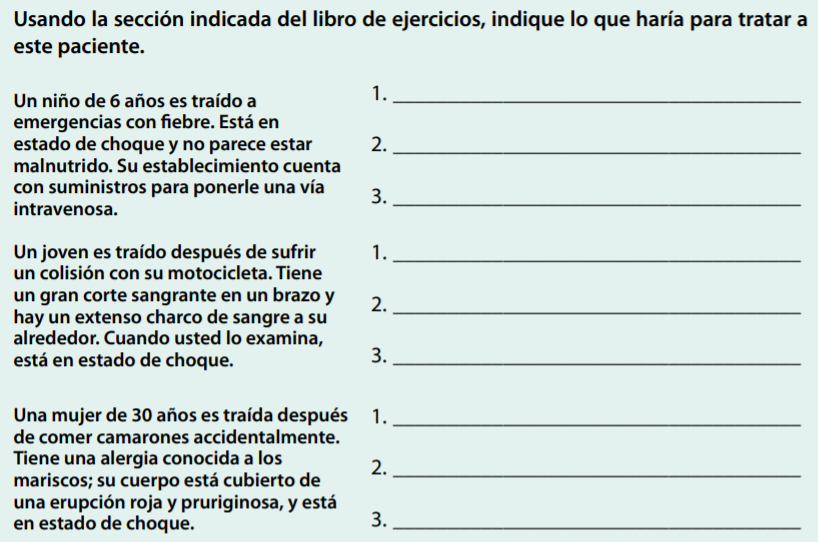 Usando la sección indicada del libro de ejercicios, indique lo que haría para tratar a
este paciente.
Un niño de 6 años es traído a
emergencias con fiebre. Está en
estado de choque y no parece estar
malnutrido. Su establecimiento cuenta
con suministros para ponerle una vía
intravenosa.
1.
2.
3.
Un joven es traído después de sufrir
un colisión con su motocicleta. Tiene
un gran corte sangrante en un brazo y
hay un extenso charco de sangre a su
alrededor. Cuando usted lo examina,
está en estado de choque.
1.
2.
3.
Una mujer de 30 años es traída después
de comer camarones accidentalmente.
Tiene una alergia conocida a los
mariscos; su cuerpo está cubierto de
una erupción roja y pruriginosa, y está
en estado de choque.
1.
2.
3.